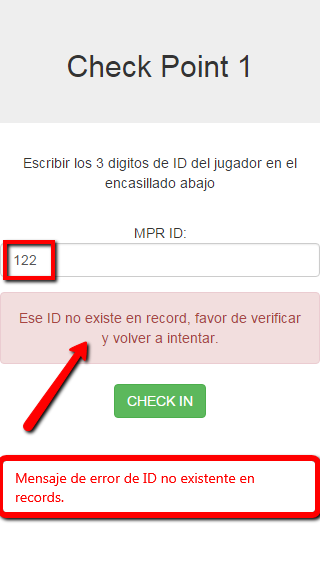 Check Point 1
Escribir los 3 digitos de ID del jugador en el
encasillado abajo
MPR ID:
122
Ese ID no existe en record, favor de verificar
y volver a intentar.
CHECK IN
Mensaje de error de ID no existente en
records.